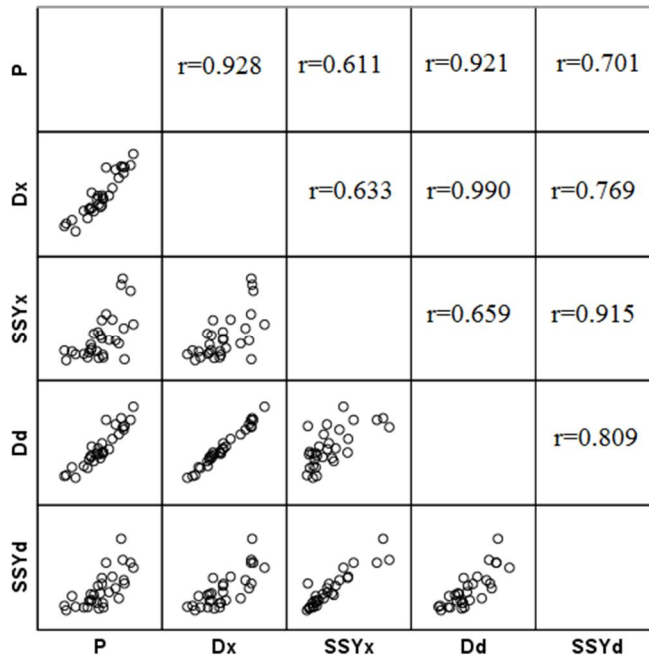 P
r=0.928
r=0.611
r=0.921
r=0.701
Dx
r=0.633
r=0.990
r=0.769
SSYx
r=0.659
r=0.915
Dd
r=0.809
SSYd
P
Dx
SSYx
Dd
SSYd